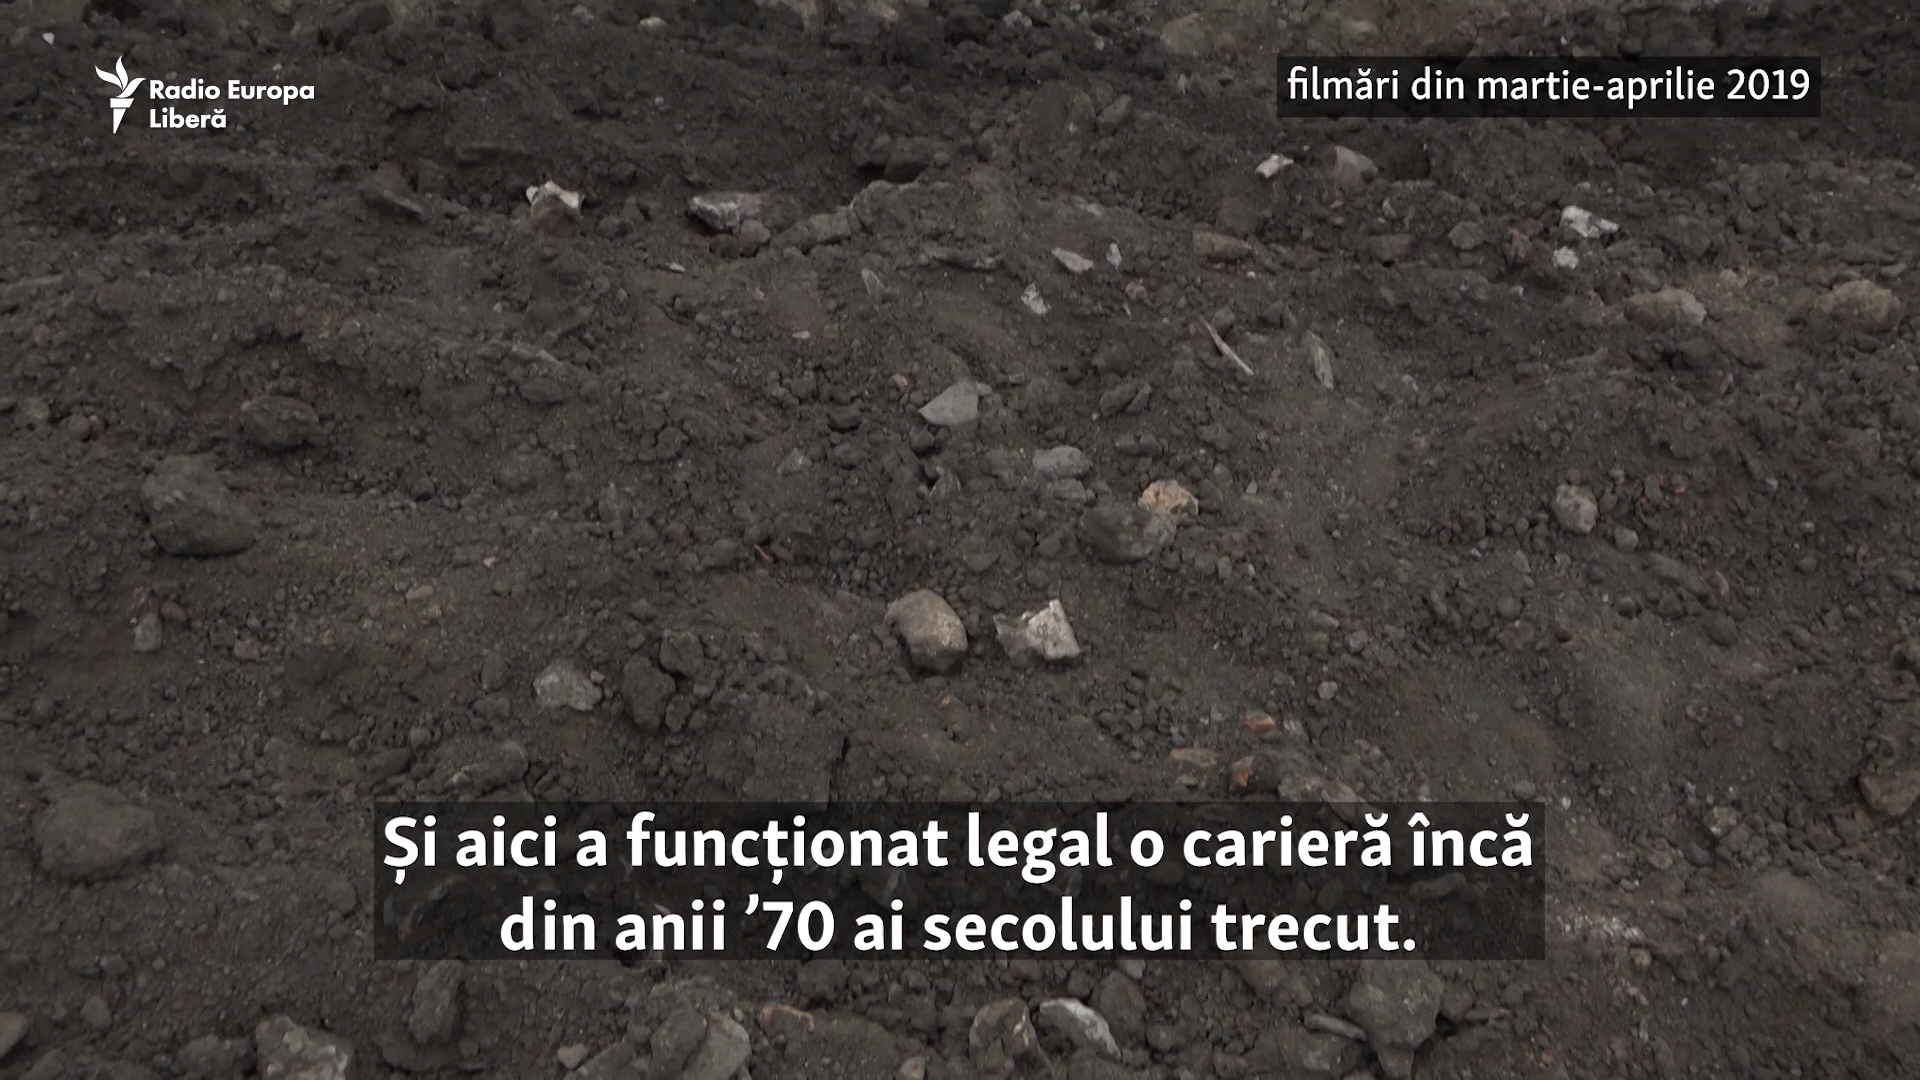 Radio Europa
Liberă
filmări din martie-aprilie 2019
Și aici a funcționat legal o carieră încă
din anii ’70 ai secolului trecut.